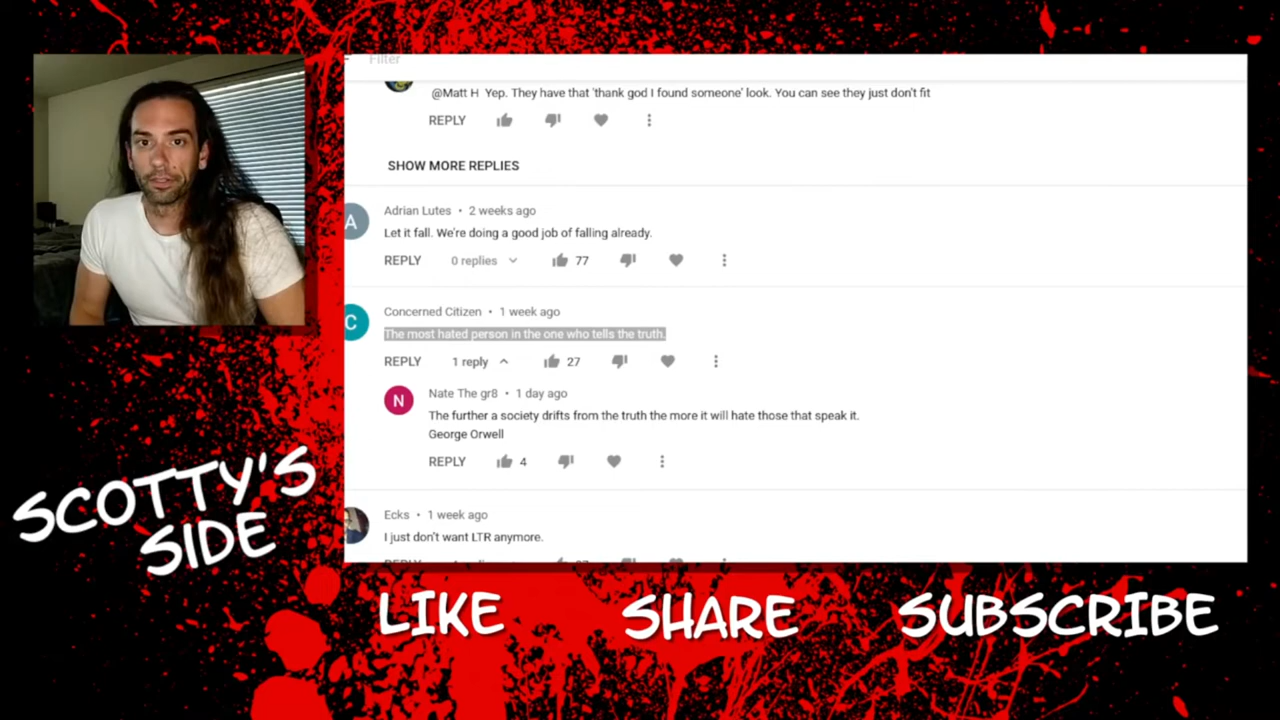 Filter
@Matt H Yep. They have that 'thank god I found someone' look. You can see they just don't fit
REPLY
SHOW MORE REPLIES
A
Adrian Lutes • 2 weeks ago
Let it fall. We're doing a good job of falling already.
REPLY 0 replies 77
C
Concerned Citizen • 1 week ago
The most hated person in the one who tells the truth.
REPLY 1 reply 27
N
Nate The gr8 • 1 day ago
The further a society drifts from the truth the more it will hate those that speak it.
George Orwell
REPLY 4
Ecks • 1 week ago
I just don't want LTR anymore.
SCOTTY'S
SIDE
LIKE SHARE SUBSCRIBE